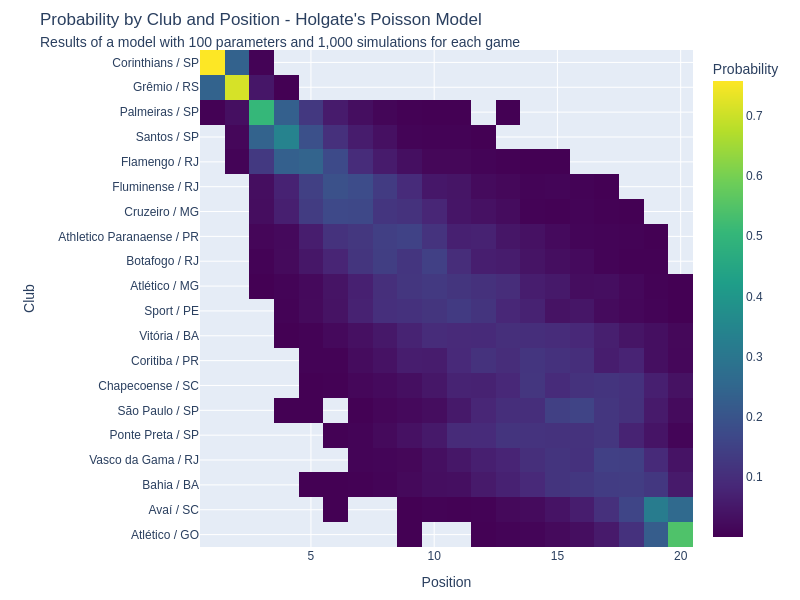 Probability by Club and Position - Holgate's Poisson Model
Results of a model with 100 parameters and 1,000 simulations for each game
Probability
Club
Corinthians / SP
Grêmio / RS
Palmeiras / SP
Santos / SP
Flamengo / RJ
Fluminense / RJ
Cruzeiro / MG
Athletico Paranaense / PR
Botafogo / RJ
Atlético / MG
Sport / PE
Vitória / BA
Coritiba / PR
Chapecoense / SC
São Paulo / SP
Ponte Preta / SP
Vasco da Gama / RJ
Bahia / BA
Avaí / SC
Atlético / GO
0.7
0.6
0.5
0.4
0.3
0.2
0.1
5 10 15 20
Position